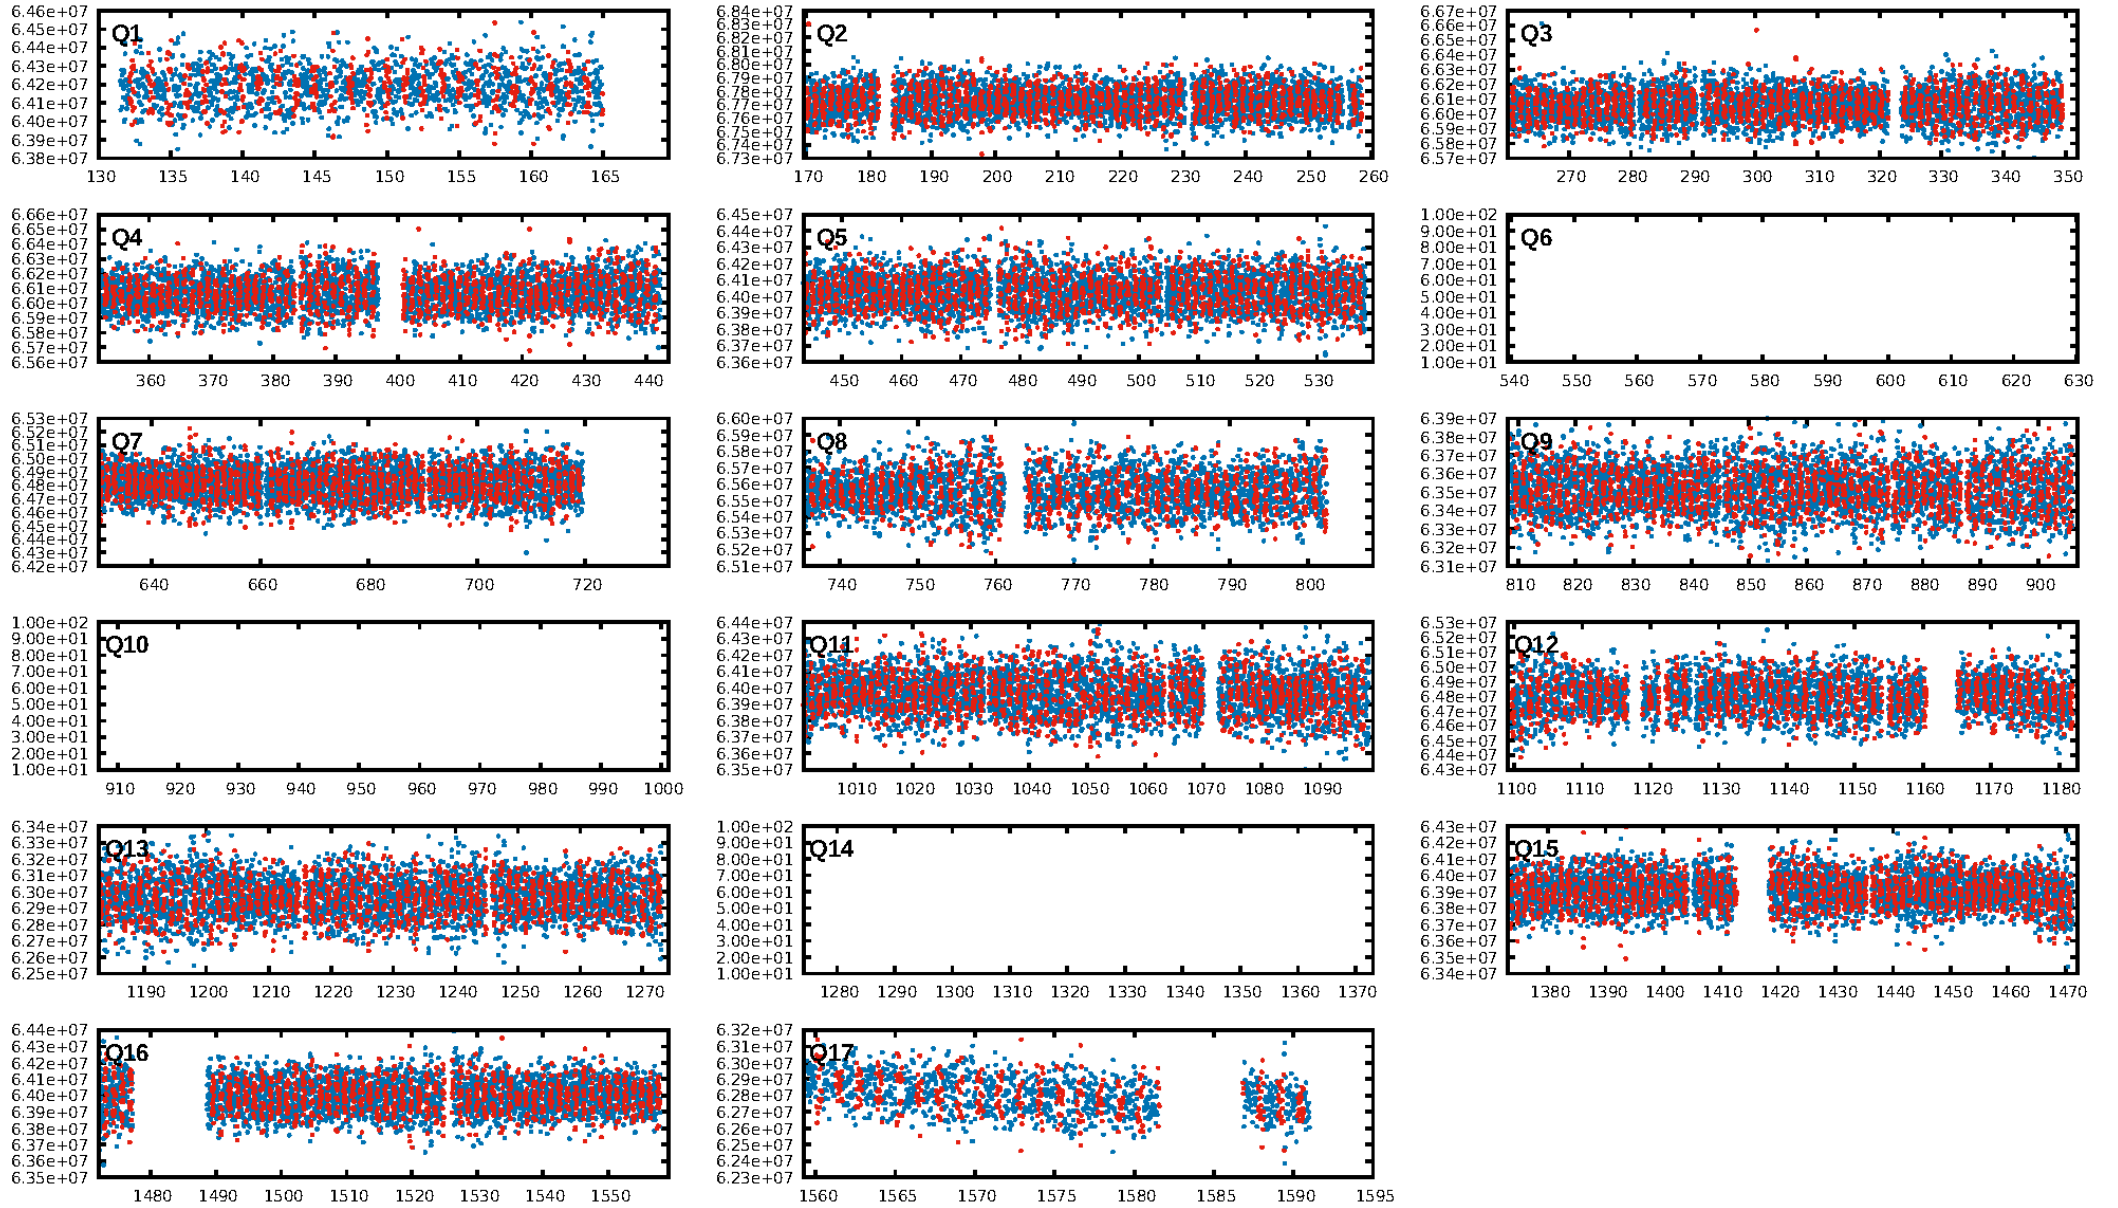 6.46e+07
6.45e+07
6.44e+07
6.43e+07
6.42e+07
6.41e+07
6.40e+07
6.39e+07
6.38e+07
Q1
130 135 140 145 150 155 160 165
6.84e+07
6.83e+07
6.82e+07
6.81e+07
6.80e+07
6.79e+07
6.78e+07
6.77e+07
6.76e+07
6.75e+07
6.74e+07
6.73e+07
Q2
170 180 190 200 210 220 230 240 250 260
6.67e+07
6.66e+07
6.65e+07
6.64e+07
6.63e+07
6.62e+07
6.61e+07
6.60e+07
6.59e+07
6.58e+07
6.57e+07
Q3
270 280 290 300 310 320 330 340 350
6.66e+07
6.65e+07
6.64e+07
6.63e+07
6.62e+07
6.61e+07
6.60e+07
6.59e+07
6.58e+07
6.57e+07
6.56e+07
Q4
360 370 380 390 400 410 420 430 440
6.45e+07
6.44e+07
6.43e+07
6.42e+07
6.41e+07
6.40e+07
6.39e+07
6.38e+07
6.37e+07
6.36e+07
Q5
450 460 470 480 490 500 510 520 530
1.00e+02
9.00e+01
8.00e+01
7.00e+01
6.00e+01
5.00e+01
4.00e+01
3.00e+01
2.00e+01
1.00e+01
Q6
540 550 560 570 580 590 600 610 620 630
6.53e+07
6.52e+07
6.51e+07
6.50e+07
6.49e+07
6.48e+07
6.47e+07
6.46e+07
6.45e+07
6.44e+07
6.43e+07
6.42e+07
Q7
640 660 680 700 720
6.60e+07
6.59e+07
6.58e+07
6.57e+07
6.56e+07
6.55e+07
6.54e+07
6.53e+07
6.52e+07
6.51e+07
Q8
740 750 760 770 780 790 800
6.39e+07
6.38e+07
6.37e+07
6.36e+07
6.35e+07
6.34e+07
6.33e+07
6.32e+07
6.31e+07
Q9
810 820 830 840 850 860 870 880 890 900
1.00e+02
9.00e+01
8.00e+01
7.00e+01
6.00e+01
5.00e+01
4.00e+01
3.00e+01
2.00e+01
1.00e+01
Q10
910 920 930 940 950 960 970 980 990 1000
6.44e+07
6.43e+07
6.42e+07
6.41e+07
6.40e+07
6.39e+07
6.38e+07
6.37e+07
6.36e+07
6.35e+07
Q11
1010 1020 1030 1040 1050 1060 1070 1080 1090
6.53e+07
6.52e+07
6.51e+07
6.50e+07
6.49e+07
6.48e+07
6.47e+07
6.46e+07
6.45e+07
6.44e+07
6.43e+07
Q12
1100 1110 1120 1130 1140 1150 1160 1170 1180
6.34e+07
6.33e+07
6.32e+07
6.31e+07
6.30e+07
6.29e+07
6.28e+07
6.27e+07
6.26e+07
6.25e+07
Q13
1190 1200 1210 1220 1230 1240 1250 1260 1270
1.00e+02
9.00e+01
8.00e+01
7.00e+01
6.00e+01
5.00e+01
4.00e+01
3.00e+01
2.00e+01
1.00e+01
Q14
1280 1290 1300 1310 1320 1330 1340 1350 1360 1370
6.43e+07
6.42e+07
6.41e+07
6.40e+07
6.39e+07
6.38e+07
6.37e+07
6.36e+07
6.35e+07
6.34e+07
Q15
1380 1390 1400 1410 1420 1430 1440 1450 1460 1470
6.44e+07
6.43e+07
6.42e+07
6.41e+07
6.40e+07
6.39e+07
6.38e+07
6.37e+07
6.36e+07
6.35e+07
Q16
1480 1490 1500 1510 1520 1530 1540 1550
6.32e+07
6.31e+07
6.30e+07
6.29e+07
6.28e+07
6.27e+07
6.26e+07
6.25e+07
6.24e+07
6.23e+07
Q17
1560 1565 1570 1575 1580 1585 1590 1595